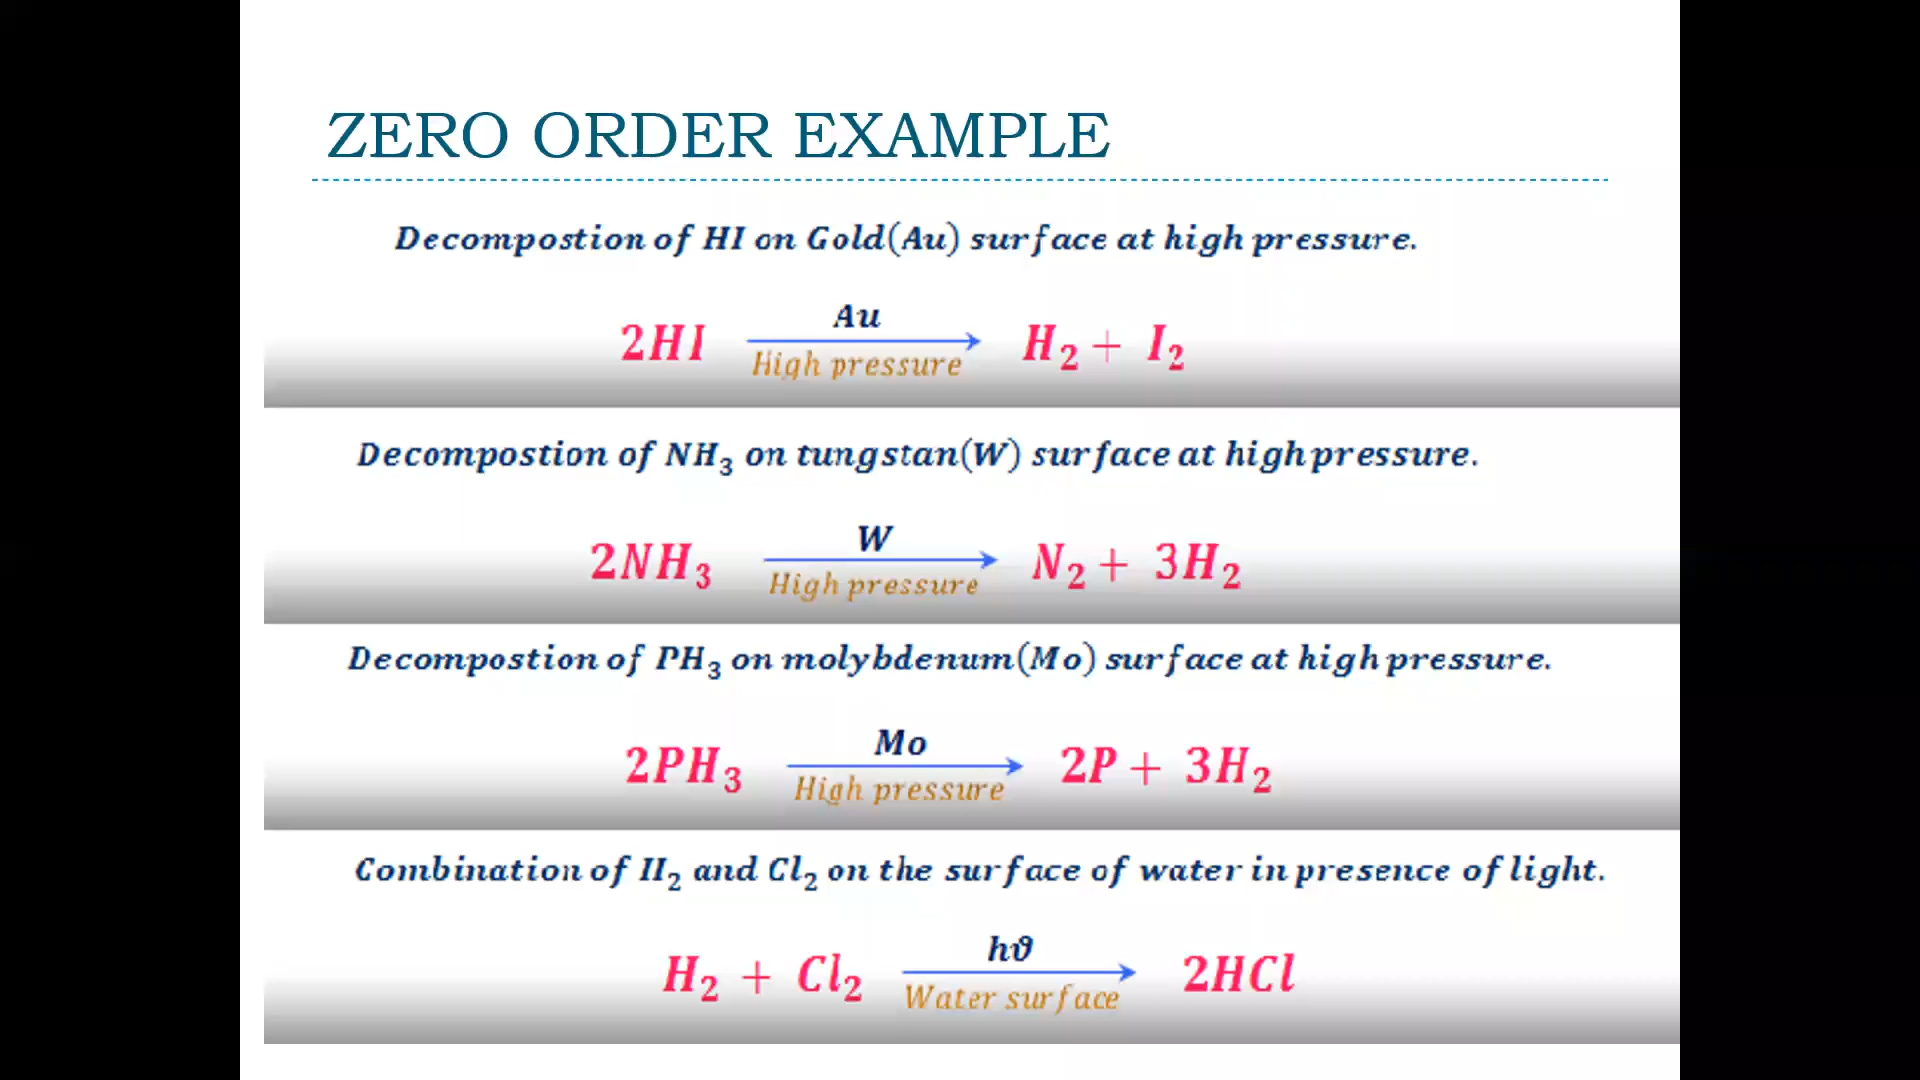 ZERO ORDER EXAMPLE
Decompostion of HI on Gold(Au) surface at high pressure.
2HI Au High pressure H₂ + I₂
Decompostion of NH₃ on tungstan(W) surface at high pressure.
2NH₃ W High pressure N₂ + 3H₂
Decompostion of PH₃ on molybdenum(Mo) surface at high pressure.
2PH₃ Mo High pressure 2P + 3H₂
Combination of H₂ and Cl₂ on the surface of water in presence of light.
H₂ + Cl₂ hϑ Water surface 2HCl